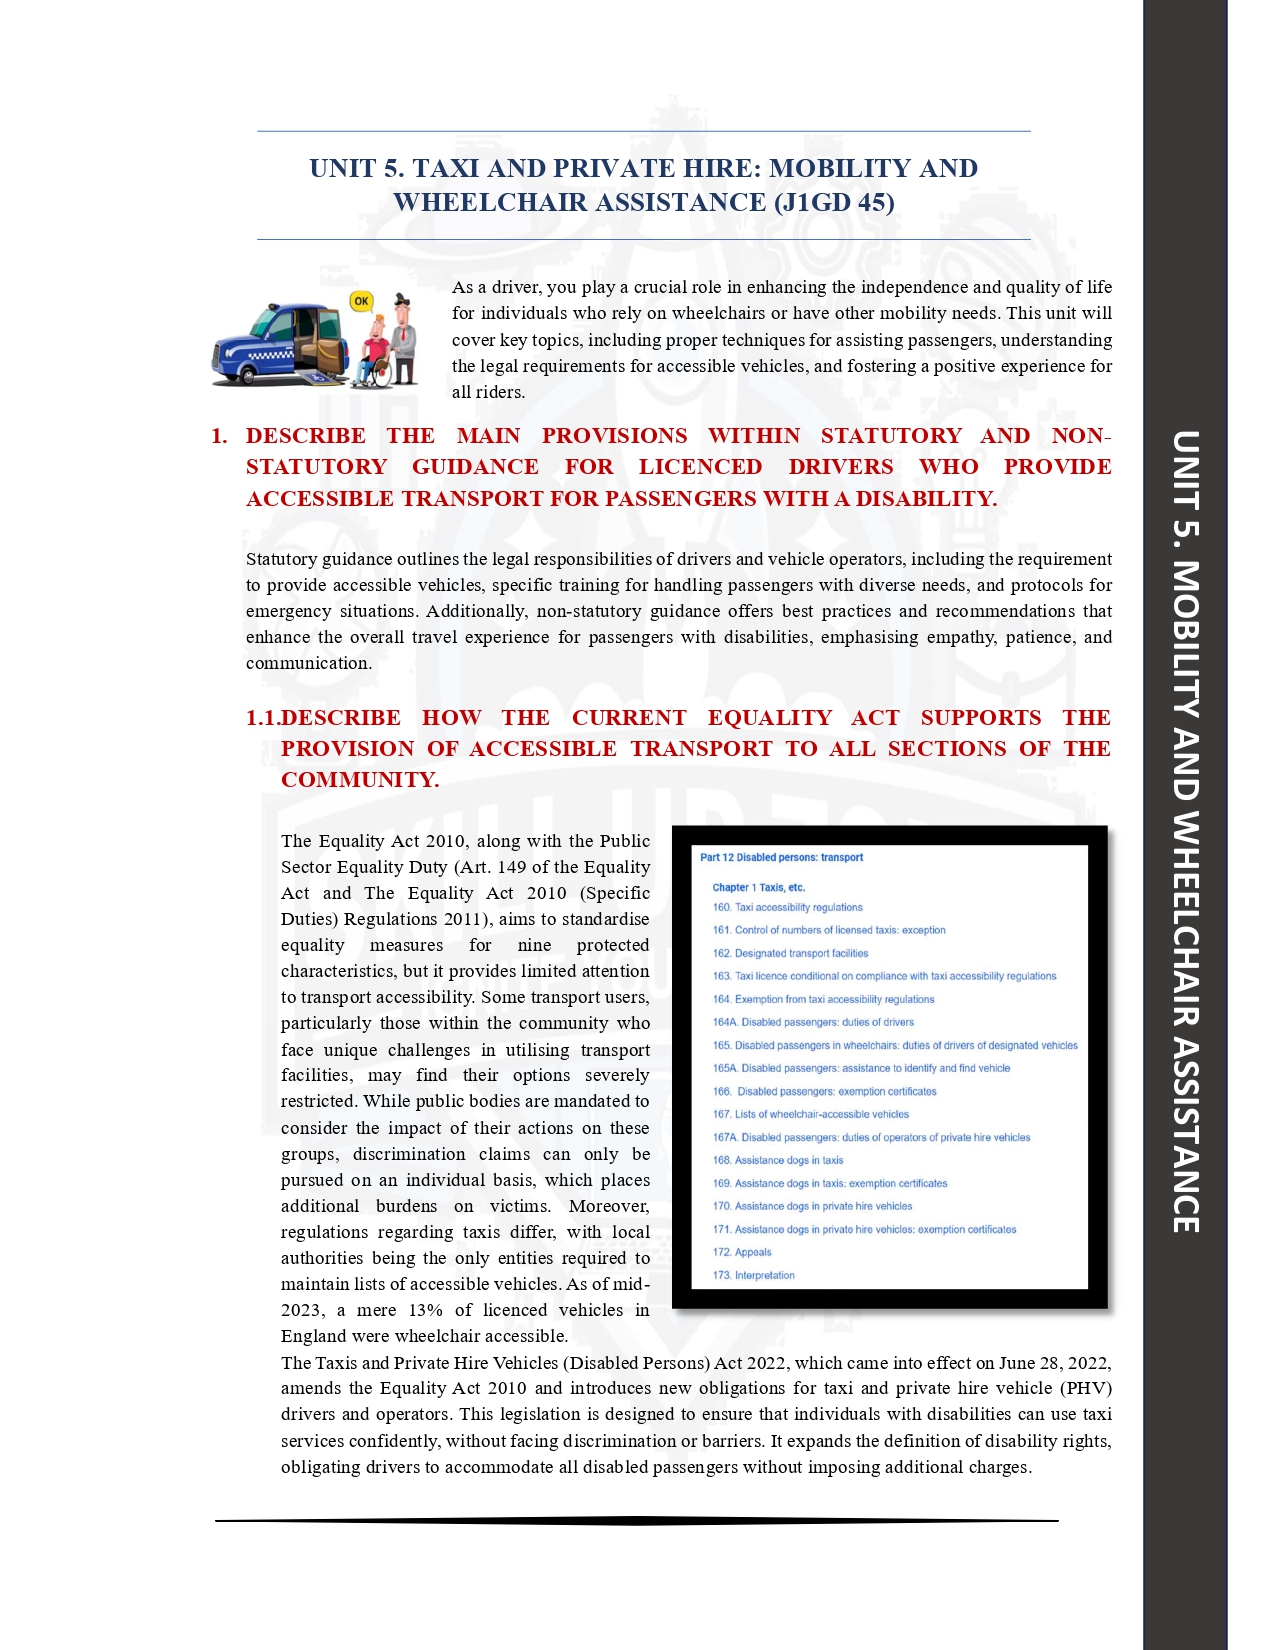 UNIT 5. TAXI AND PRIVATE HIRE: MOBILITY AND
WHEELCHAIR ASSISTANCE (J1GD 45)
OK
As a driver, you play a crucial role in enhancing the independence and quality of life
for individuals who rely on wheelchairs or have other mobility needs. This unit will
cover key topics, including proper techniques for assisting passengers, understanding
the legal requirements for accessible vehicles, and fostering a positive experience for
all riders.
1. DESCRIBE THE MAIN PROVISIONS WITHIN STATUTORY AND NON-
STATUTORY GUIDANCE FOR LICENCED DRIVERS WHO PROVIDE
ACCESSIBLE TRANSPORT FOR PASSENGERS WITH A DISABILITY.
Statutory guidance outlines the legal responsibilities of drivers and vehicle operators, including the requirement
to provide accessible vehicles, specific training for handling passengers with diverse needs, and protocols for
emergency situations. Additionally, non-statutory guidance offers best practices and recommendations that
enhance the overall travel experience for passengers with disabilities, emphasising empathy, patience, and
communication.
1.1.DESCRIBE HOW THE CURRENT EQUALITY ACT SUPPORTS THE
PROVISION OF ACCESSIBLE TRANSPORT TO ALL SECTIONS OF THE
COMMUNITY.
The Equality Act 2010, along with the Public
Sector Equality Duty (Art. 149 of the Equality
Act and The Equality Act 2010 (Specific
Duties) Regulations 2011), aims to standardise
equality measures for nine protected
characteristics, but it provides limited attention
to transport accessibility. Some transport users,
particularly those within the community who
face unique challenges in utilising transport
facilities, may find their options severely
restricted. While public bodies are mandated to
consider the impact of their actions on these
groups, discrimination claims can only be
pursued on an individual basis, which places
additional burdens on victims. Moreover,
regulations regarding taxis differ, with local
authorities being the only entities required to
maintain lists of accessible vehicles. As of mid-
2023, a mere 13% of licenced vehicles in
England were wheelchair accessible.
Part 12 Disabled persons: transport
Chapter 1 Taxis, etc.
160. Taxi accessibility regulations
161. Control of numbers of licensed taxis: exception
162. Designated transport facilities
163. Taxi licence conditional on compliance with taxi accessibility regulations
164. Exemption from taxi accessibility regulations
164A. Disabled passengers: duties of drivers
165. Disabled passengers in wheelchairs: duties of drivers of designated vehicles
165A. Disabled passengers: assistance to identify and find vehicle
166. Disabled passengers: exemption certificates
167. Lists of wheelchair-accessible vehicles
167A. Disabled passengers: duties of operators of private hire vehicles
168. Assistance dogs in taxis
169. Assistance dogs in taxis: exemption certificates
170. Assistance dogs in private hire vehicles
171. Assistance dogs in private hire vehicles: exemption certificates
172. Appeals
173. Interpretation
The Taxis and Private Hire Vehicles (Disabled Persons) Act 2022, which came into effect on June 28, 2022,
amends the Equality Act 2010 and introduces new obligations for taxi and private hire vehicle (PHV)
drivers and operators. This legislation is designed to ensure that individuals with disabilities can use taxi
services confidently, without facing discrimination or barriers. It expands the definition of disability rights,
obligating drivers to accommodate all disabled passengers without imposing additional charges.
UNIT 5. MOBILITY AND WHEELCHAIR ASSISTANCE